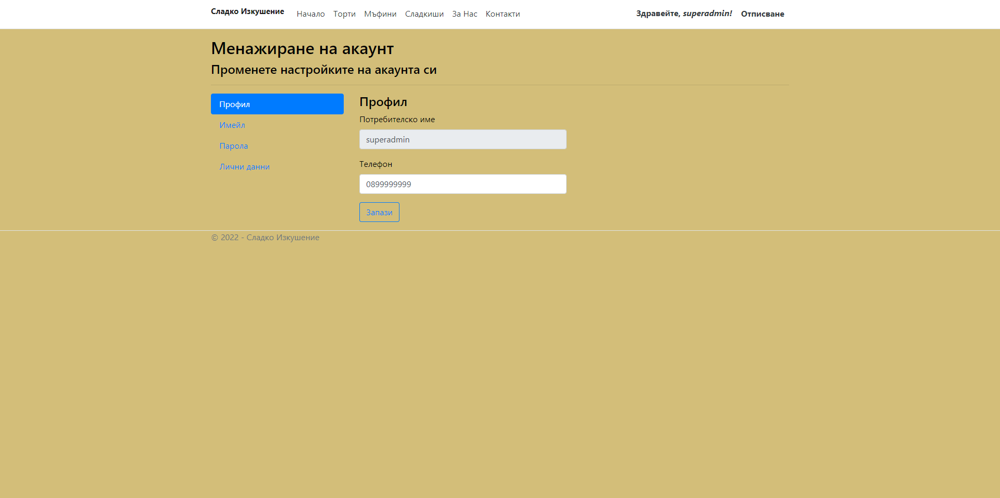 Сладко Изкушение Начало Торти Мъфини Сладкиши За Нас Контакти Здравейте, superadmin! Отписване
Менажиране на акаунт
Променете настройките на акаунта си
Профил
Имейл
Парола
Лични данни
Профил
Потребителско име
superadmin
Телефон
0899999999
Запази
© 2022 - Сладко Изкушение